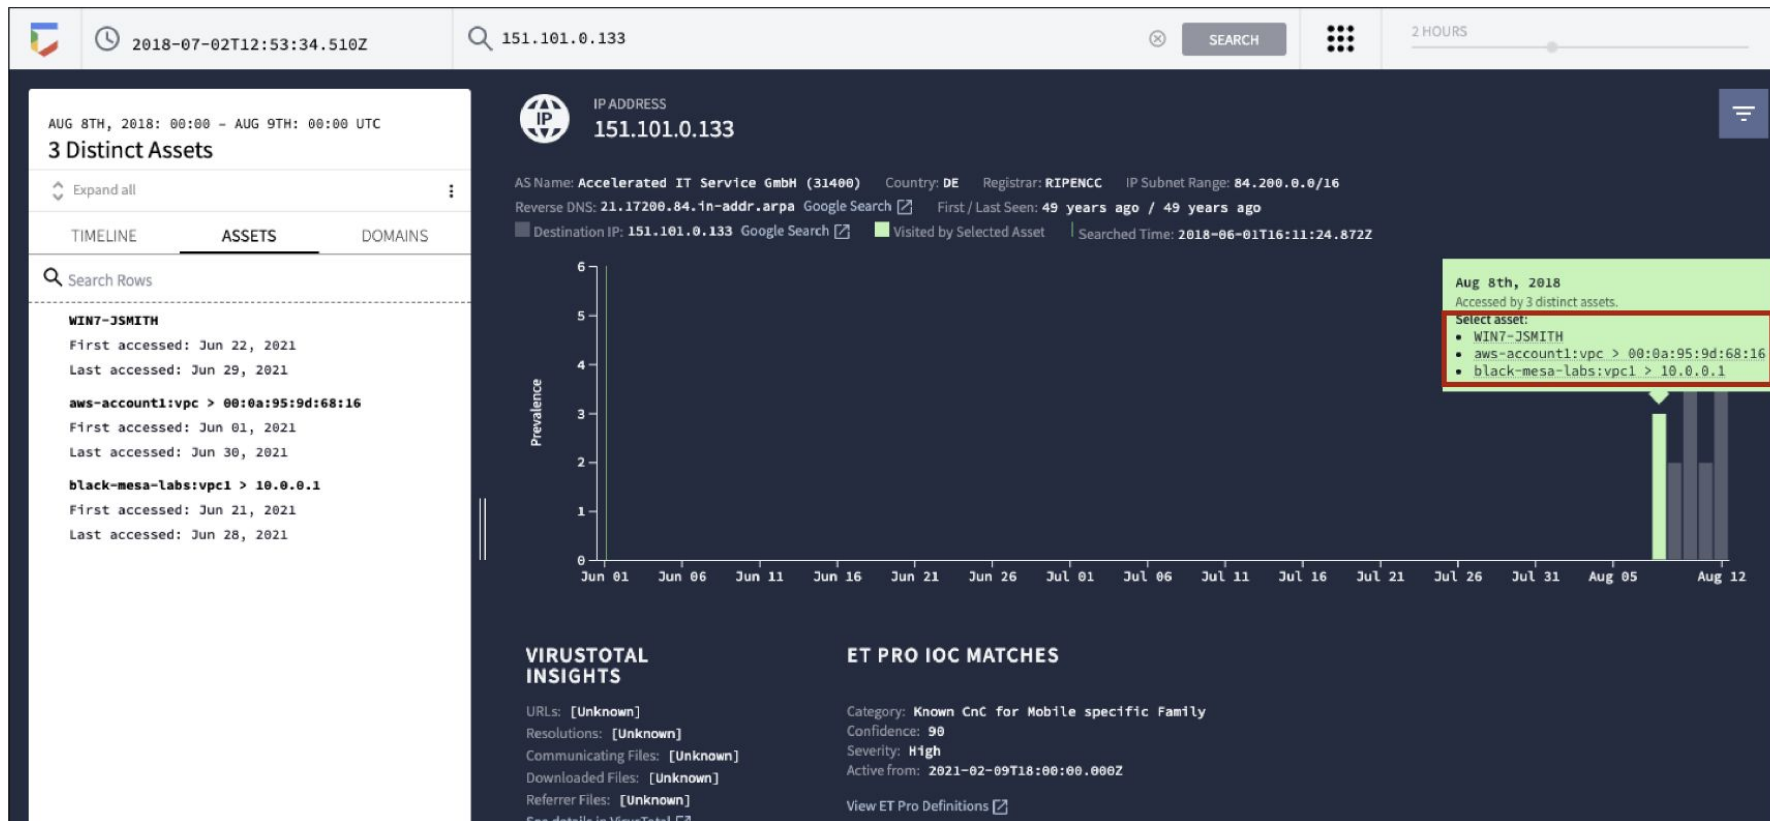 2018-07-02T12:53:34.510Z
151.101.0.133
SEARCH
2 HOURS
AUG 8TH, 2018: 00:00 – AUG 9TH: 00:00 UTC
3 Distinct Assets
Expand all
TIMELINE ASSETS DOMAINS
Search Rows
WIN7-JSMITH
First accessed: Jun 22, 2021
Last accessed: Jun 29, 2021
aws-account1:vpc > 00:0a:95:9d:68:16
First accessed: Jun 01, 2021
Last accessed: Jun 30, 2021
black-mesa-labs:vpc1 > 10.0.0.1
First accessed: Jun 21, 2021
Last accessed: Jun 28, 2021
IP
IP ADDRESS
151.101.0.133
AS Name: Accelerated IT Service GmbH (31400) Country: DE Registrar: RIPENCC IP Subnet Range: 84.200.0.0/16
Reverse DNS: 21.17200.84.in-addr.arpa Google Search First / Last Seen: 49 years ago / 49 years ago
Destination IP: 151.101.0.133 Google Search Visited by Selected Asset Searched Time: 2018-06-01T16:11:24.872Z
Aug 8th, 2018
Accessed by 3 distinct assets.
Select asset:
• WIN7-JSMITH
• aws-account1:vpc > 00:0a:95:9d:68:16
• black-mesa-labs:vpc1 > 10.0.0.1
Prevalence
6
5
4
3
2
1
0
Jun 01 Jun 06 Jun 11 Jun 16 Jun 21 Jun 26 Jul 01 Jul 06 Jul 11 Jul 16 Jul 21 Jul 26 Jul 31 Aug 05 Aug 12
VIRUSTOTAL
INSIGHTS
URLs: [Unknown]
Resolutions: [Unknown]
Communicating Files: [Unknown]
Downloaded Files: [Unknown]
Referrer Files: [Unknown]
See details in VirusTotal
ET PRO IOC MATCHES
Category: Known CnC for Mobile specific Family
Confidence: 90
Severity: High
Active from: 2021-02-09T18:00:00.000Z
View ET Pro Definitions